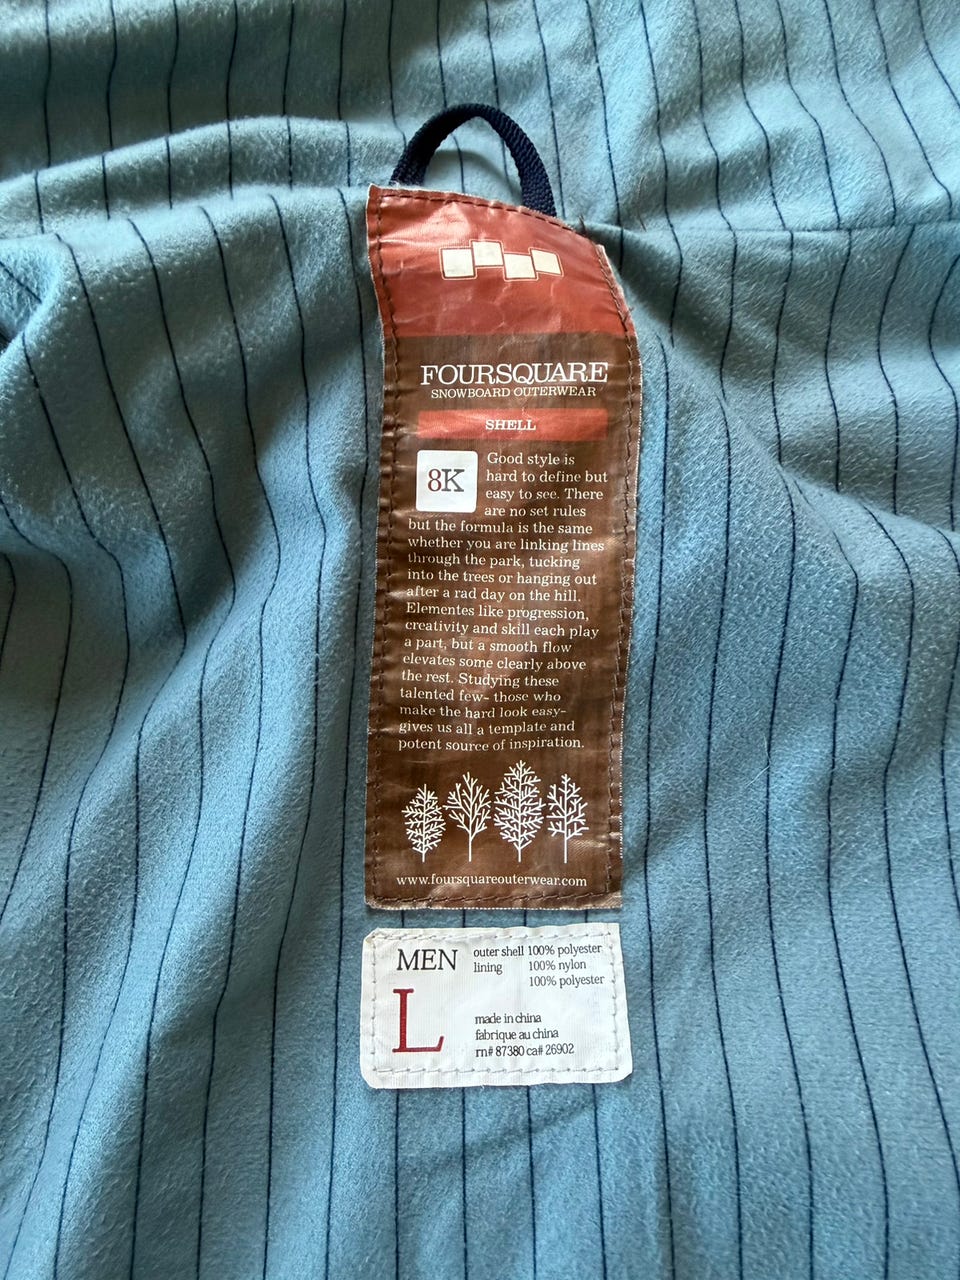 FOURSQUARE
SNOWBOARD OUTERWEAR
SHELL
8K
Good style is
hard to define but
easy to see. There
are no set rules
but the formula is the same
whether you are linking lines
through the park, tucking
into the trees or hanging out
after a rad day on the hill.
Elementes like progression,
creativity and skill each play
a part, but a smooth flow
elevates some clearly above
the rest. Studying these
talented few- those who
make the hard look easy-
gives us all a template and
potent source of inspiration.
www.foursquareouterwear.com
MEN
L
outer shell 100% polyester
lining 100% nylon
100% polyester
made in china
fabrique au china
rn# 87380 ca# 26902